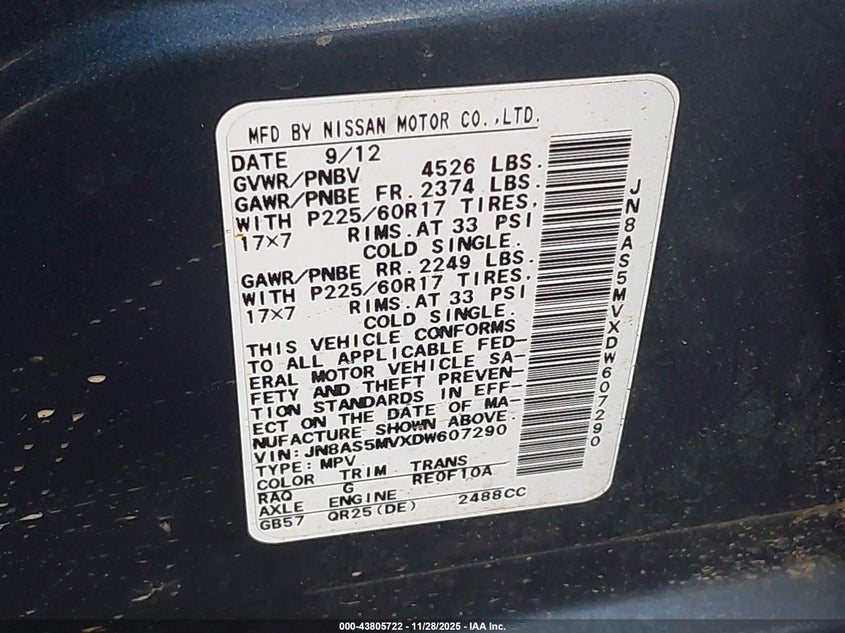 MFD BY NISSAN MOTOR CO.,LTD.
DATE 9/12
GVWR/PNBV 4526 LBS.
GAWR/PNBE FR. 2374 LBS.
WITH P225/60R17 TIRES.
17×7 RIMS.AT 33 PSI
COLD SINGLE.
GAWR/PNBE RR. 2249 LBS.
WITH P225/60R17 TIRES.
17×7 RIMS.AT 33 PSI
COLD SINGLE.
THIS VEHICLE CONFORMS
TO ALL APPLICABLE FED-
ERAL MOTOR VEHICLE SA-
FETY AND THEFT PREVEN-
TION STANDARDS IN EFF-
ECT ON THE DATE OF MA-
NUFACTURE SHOWN ABOVE.
VIN:JN8AS5MVXDW607290
TYPE:MPV
COLOR TRIM TRANS
RAQ G RE0F10A
AXLE ENGINE
GB57 QR25(DE) 2488CC
JN8AS5MVXDW607290
000-43805722 - 11/28/2025 - IAA Inc.